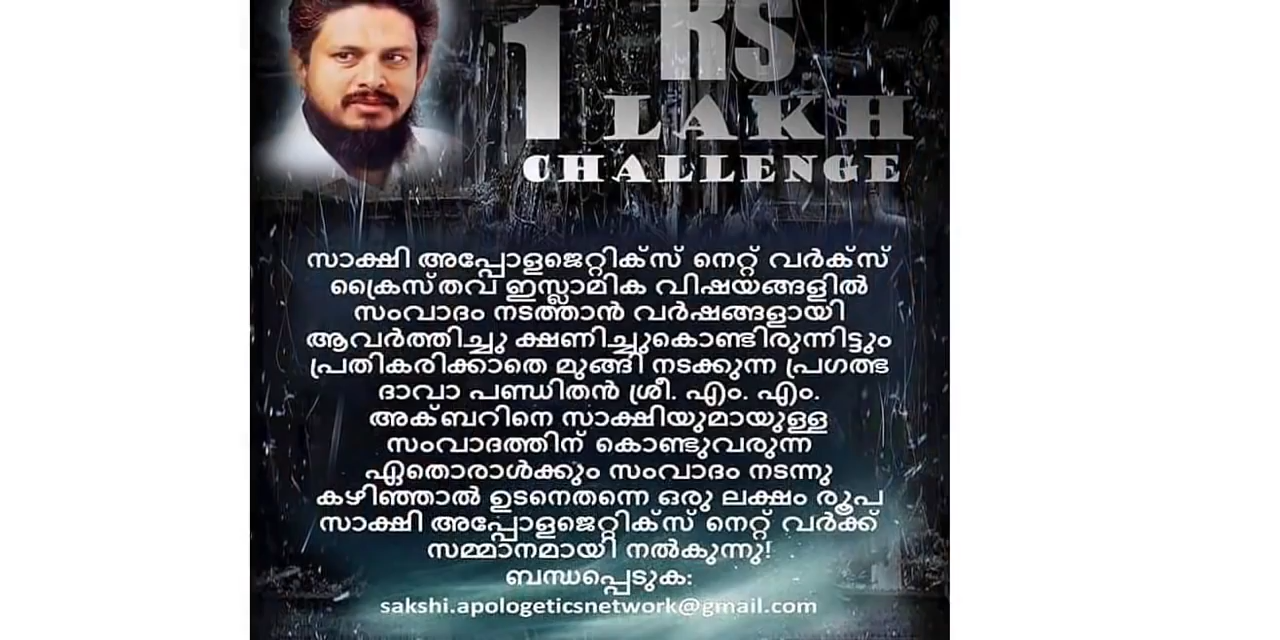 1 RS
LAKH
CHALLENGE
സാക്ഷി അപ്പോളജെറ്റിക്സ് നെറ്റ് വർക്സ്
ക്രൈസ്തവ ഇസ്ലാമിക വിഷയങ്ങളിൽ
സംവാദം നടത്താൻ വർഷങ്ങളായി
ആവർത്തിച്ചു ക്ഷണിച്ചുകൊണ്ടിരുന്നിട്ടും
പ്രതികരിക്കാതെ മുങ്ങി നടക്കുന്ന പ്രഗത്ഭ
ദാവാ പണ്ഡിതൻ ശ്രീ. എം. എം.
അക്ബറിനെ സാക്ഷിയുമായുള്ള
സംവാദത്തിന് കൊണ്ടുവരുന്ന
ഏതൊരാൾക്കും സംവാദം നടന്നു
കഴിഞ്ഞാൽ ഉടനെതന്നെ ഒരു ലക്ഷം രൂപ
സാക്ഷി അപ്പോളജെറ്റിക്സ് നെറ്റ് വർക്ക്
സമ്മാനമായി നൽകുന്നു!
ബന്ധപ്പെടുക:
sakshi.apologeticsnetwork@gmail.com